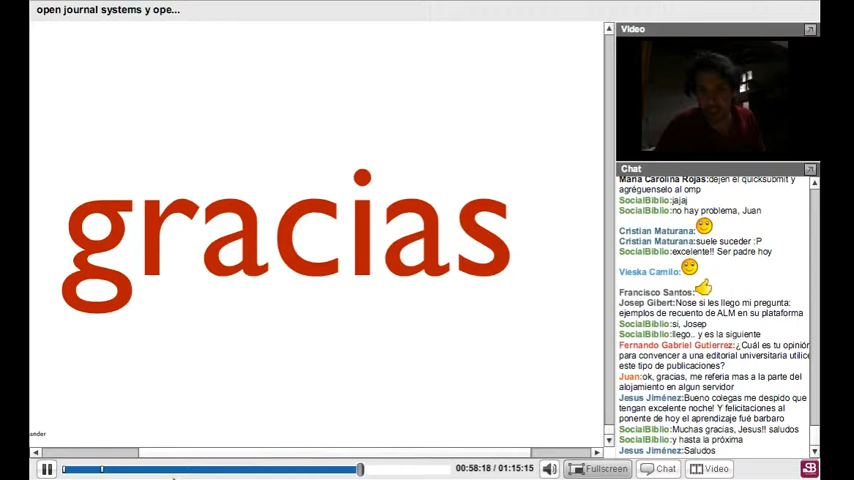 open journal systems y ope...
gracias
ander
Video
Chat
Maria Carolina Rojas:dejen el quicksubmit y
agréguenselo al omp
SocialBiblio:jajaj
SocialBiblio:no hay problema, Juan
Cristian Maturana:
Cristian Maturana:suele suceder :P
SocialBiblio:excelente!! Ser padre hoy
Vieska Camilo:
Francisco Santos:
Josep Gibert:Nose si les llego mi pregunta:
ejemplos de recuento de ALM en su plataforma
SocialBiblio:si, Josep
SocialBiblio:llego.. y es la siguiente
Fernando Gabriel Gutierrez:¿Cuál es tu opinión
para convencer a una editorial universitaria utilice
este tipo de publicaciones?
Juan:ok, gracias, me referia mas a la parte del
alojamiento en algun servidor
Jesus Jiménez:Bueno colegas me despido que
tengan excelente noche! Y felicitaciones al
ponente de hoy el aprendizaje fué barbaro
SocialBiblio:Muchas gracias, Jesus!! saludos
SocialBiblio:y hasta la próxima
Jesus Jiménez:Saludos
00:58:18 / 01:15:15
Fullscreen
Chat
Video
SB